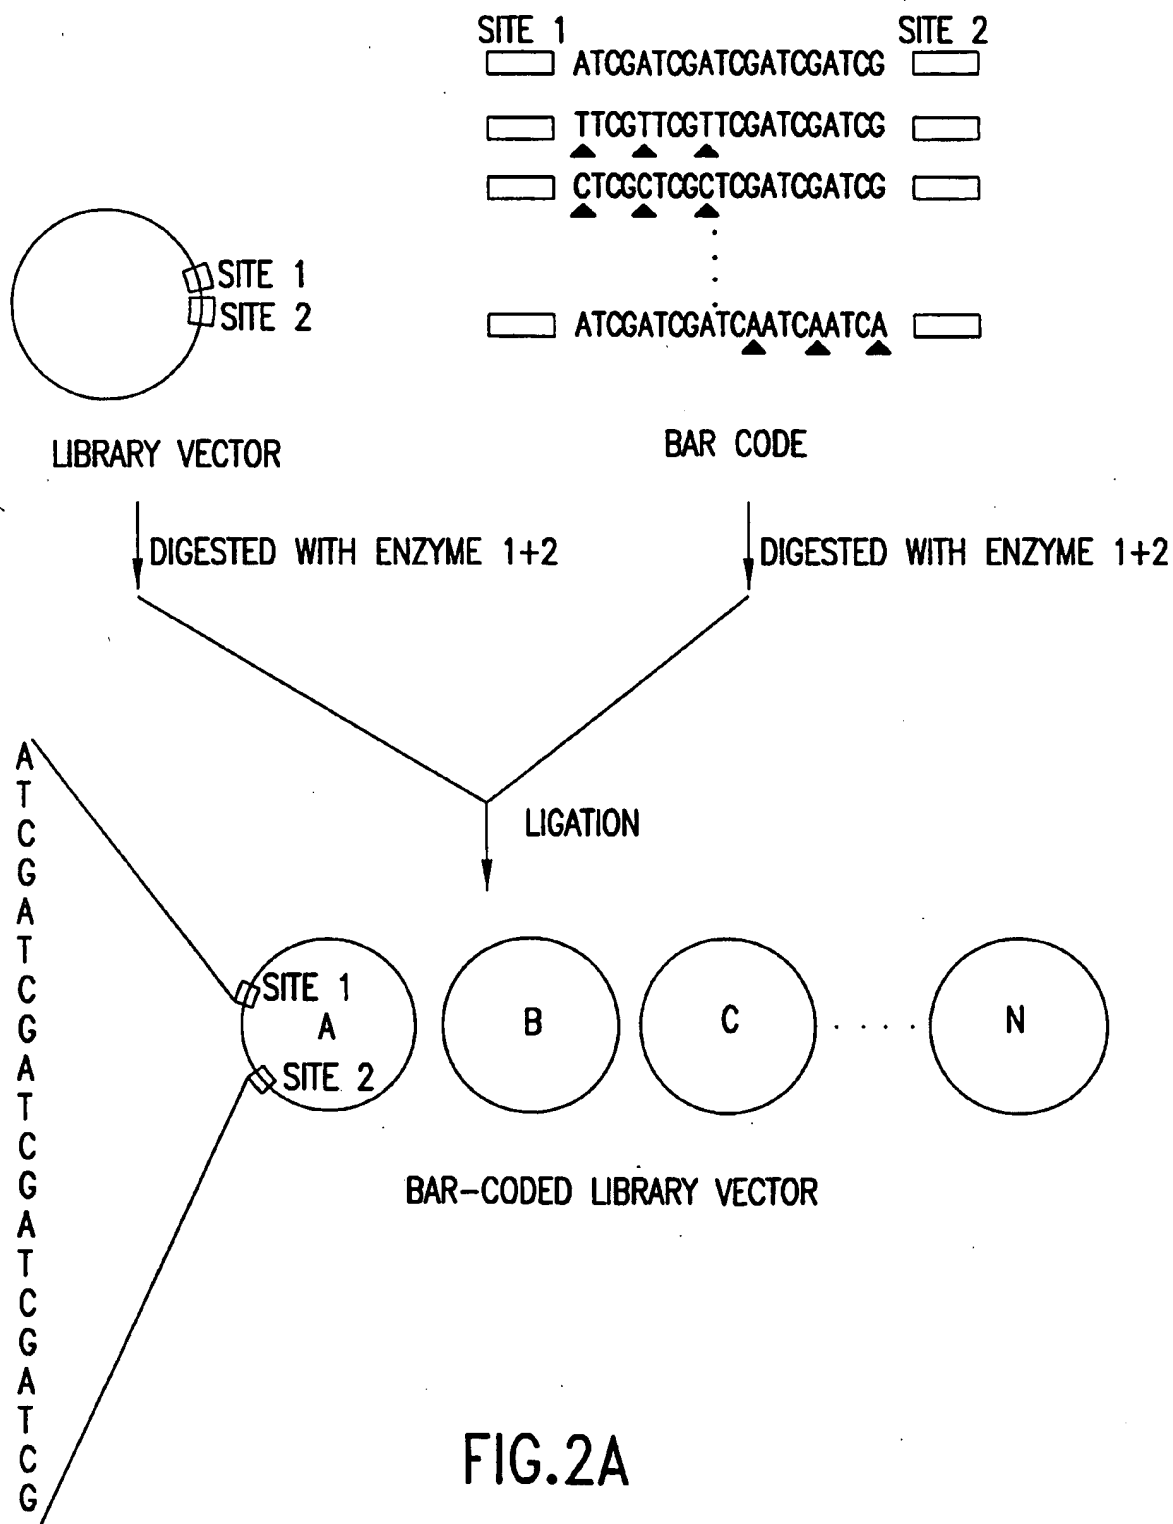 SITE 1 SITE 2
ATCGATCGATCGATCGATCG
TTCGTTCGTTCGATCGATCG
CTCGCTCGCTCGATCGATCG
ATCGATCGATCAATCAATCA
SITE 1
SITE 2
LIBRARY VECTOR
BAR CODE
DIGESTED WITH ENZYME 1+2
DIGESTED WITH ENZYME 1+2
LIGATION
A
T
C
G
A
T
C
G
A
T
C
G
A
T
C
G
A
T
C
G
SITE 1
A
SITE 2
B
C
N
BAR-CODED LIBRARY VECTOR
FIG.2A